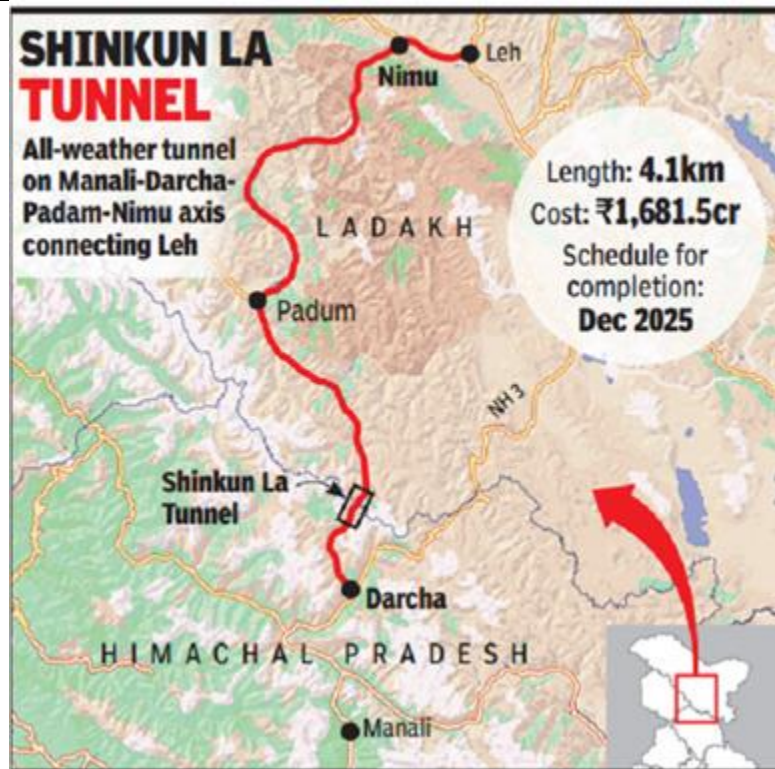 SHINKUN LA
TUNNEL
All-weather tunnel
on Manali-Darcha-
Padam-Nimu axis
connecting Leh
Nimu
Leh
Length: 4.1km
Cost: ₹1,681.5cr
Schedule for
completion:
Dec 2025
LADAKH
Padum
NH 3
Shinkun La
Tunnel
Darcha
HIMACHAL PRADESH
Manali